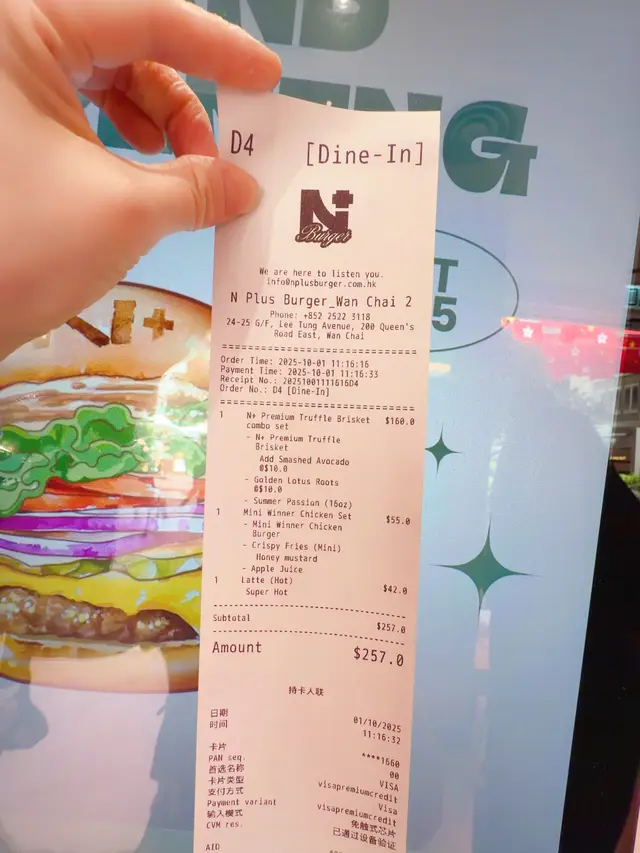 ND
NG
T
5
N+
D4 [Dine-In]
N+
Burger
We are here to listen you.
info@nplusburger.com.hk
N Plus Burger_Wan Chai 2
Phone: +852 2522 3118
24-25 G/F, Lee Tung Avenue, 200 Queen's
Road East, Wan Chai
Order Time: 2025-10-01 11:16:16
Payment Time: 2025-10-01 11:16:33
Receipt No.: 20251001111616D4
Order No.: D4 [Dine-In]
1 N+ Premium Truffle Brisket $160.0
combo set
- N+ Premium Truffle
Brisket
Add Smashed Avocado
@$10.0
- Golden Lotus Roots
@$10.0
- Summer Passion (16oz)
1 Mini Winner Chicken Set $55.0
- Mini Winner Chicken
Burger
- Crispy Fries (Mini)
Honey mustard
- Apple Juice
1 Latte (Hot) $42.0
Super Hot
Subtotal $257.0
Amount $257.0
持卡人联
日期 01/10/2025
时间 11:16:32
卡片 ****1660
PAN seq. 00
首选名称 VISA
卡片类型 visapremiumcredit
支付方式 Visa
Payment variant visapremiumcredit
输入模式 免触式芯片
CVM res. 已通过设备验证
AID